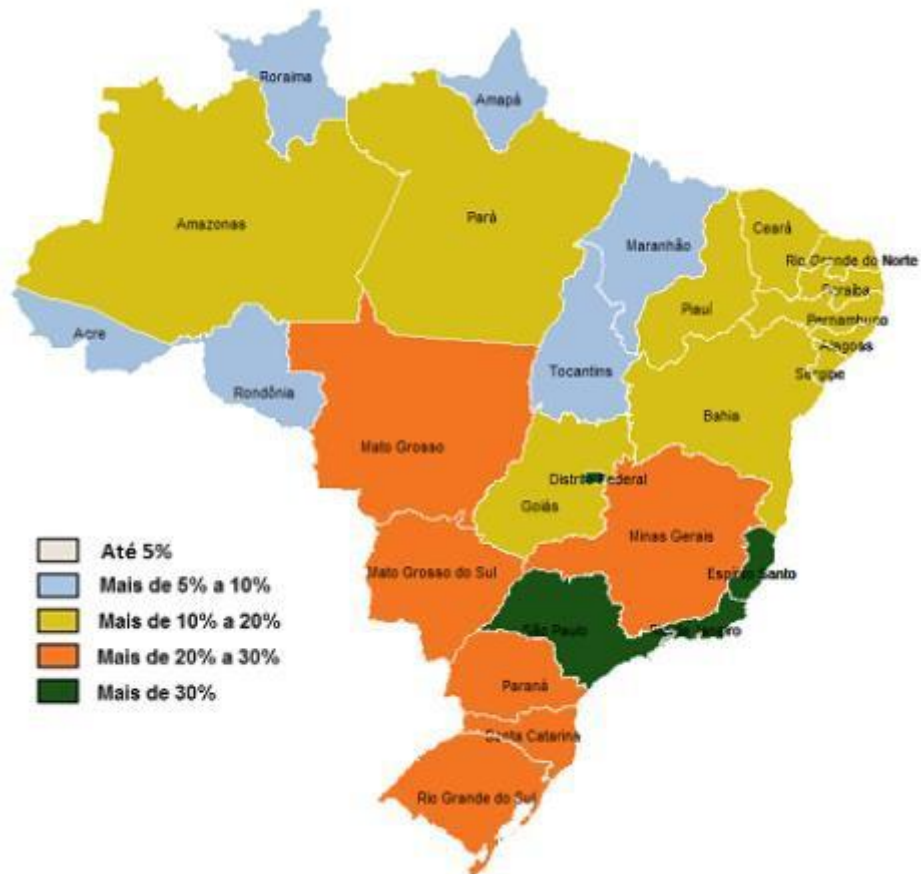 Roraima
Amapá
Amazonas
Pará
Maranhão
Ceará
Rio Grande do Norte
Paraíba
Piauí
Pernambuco
Acre
Alagoas
Tocantins
Sergipe
Rondônia
Bahia
Mato Grosso
Distrito Federal
Goiás
Minas Gerais
Até 5%
Mato Grosso do Sul
Espírito Santo
Mais de 5% a 10%
Mais de 10% a 20%
São Paulo
Rio de Janeiro
Mais de 20% a 30%
Paraná
Mais de 30%
Santa Catarina
Rio Grande do Sul